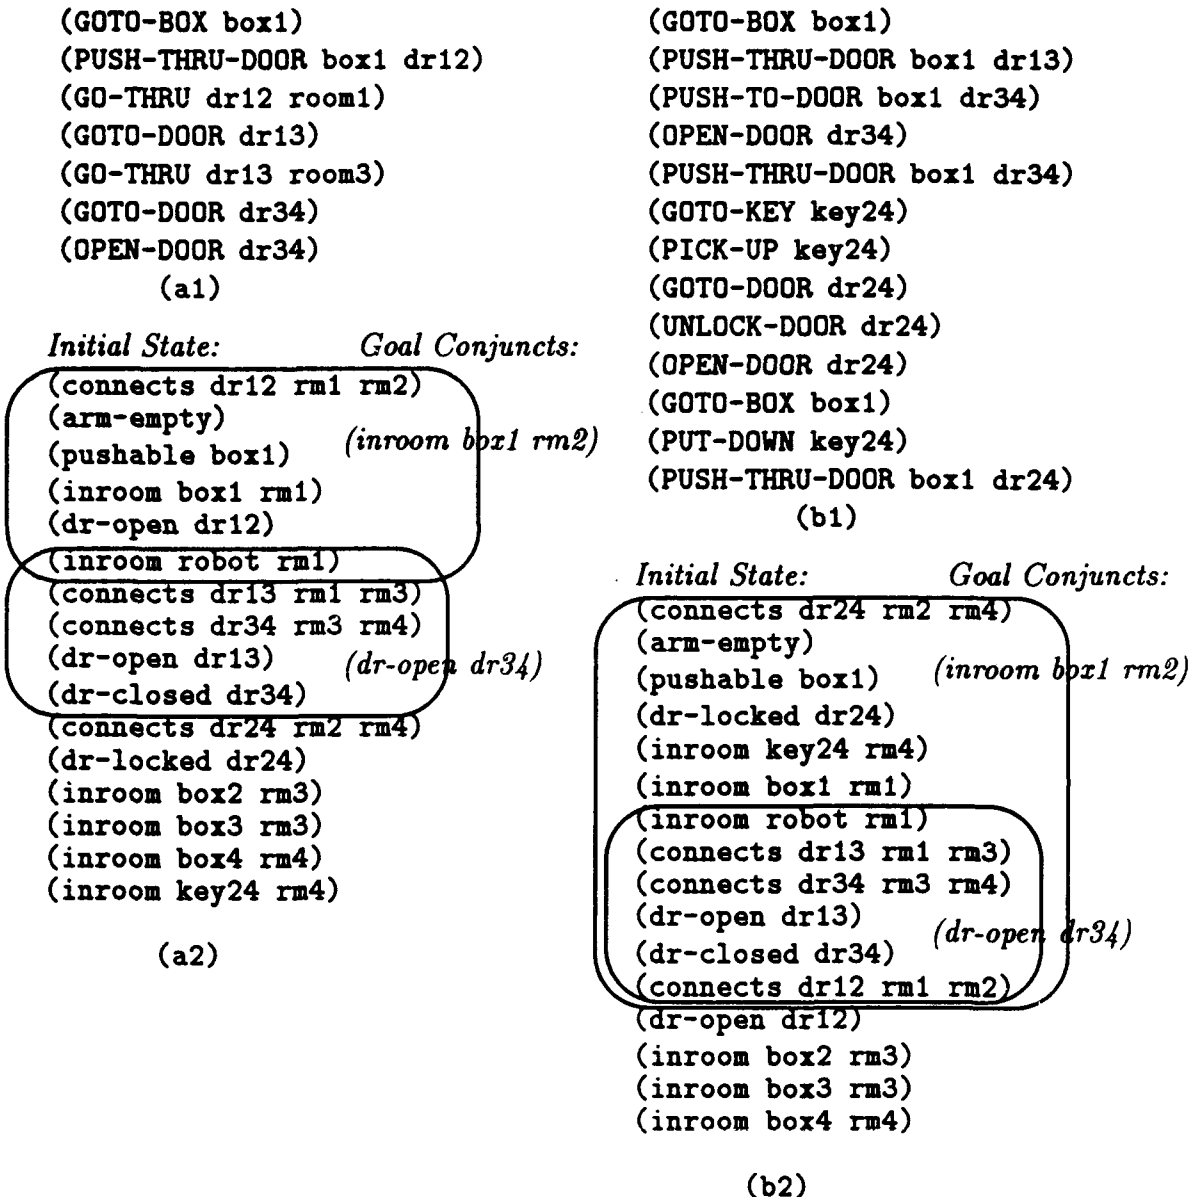 (GOTO-BOX box1)
(PUSH-THRU-DOOR box1 dr12)
(GO-THRU dr12 room1)
(GOTO-DOOR dr13)
(GO-THRU dr13 room3)
(GOTO-DOOR dr34)
(OPEN-DOOR dr34)
(a1)
Initial State: Goal Conjuncts:
(connects dr12 rm1 rm2)
(arm-empty)
(inroom box1 rm2)
(pushable box1)
(inroom box1 rm1)
(dr-open dr12)
(inroom robot rm1)
(connects dr13 rm1 rm3)
(connects dr34 rm3 rm4)
(dr-open dr13)
(dr-open dr34)
(dr-closed dr34)
(connects dr24 rm2 rm4)
(dr-locked dr24)
(inroom box2 rm3)
(inroom box3 rm3)
(inroom box4 rm4)
(inroom key24 rm4)
(a2)
(GOTO-BOX box1)
(PUSH-THRU-DOOR box1 dr13)
(PUSH-TO-DOOR box1 dr34)
(OPEN-DOOR dr34)
(PUSH-THRU-DOOR box1 dr34)
(GOTO-KEY key24)
(PICK-UP key24)
(GOTO-DOOR dr24)
(UNLOCK-DOOR dr24)
(OPEN-DOOR dr24)
(GOTO-BOX box1)
(PUT-DOWN key24)
(PUSH-THRU-DOOR box1 dr24)
(b1)
Initial State: Goal Conjuncts:
(connects dr24 rm2 rm4)
(arm-empty)
(inroom box1 rm2)
(pushable box1)
(dr-locked dr24)
(inroom key24 rm4)
(inroom box1 rm1)
(inroom robot rm1)
(connects dr13 rm1 rm3)
(connects dr34 rm3 rm4)
(dr-open dr13)
(dr-open dr34)
(dr-closed dr34)
(connects dr12 rm1 rm2)
(dr-open dr12)
(inroom box2 rm3)
(inroom box3 rm3)
(inroom box4 rm4)
(b2)